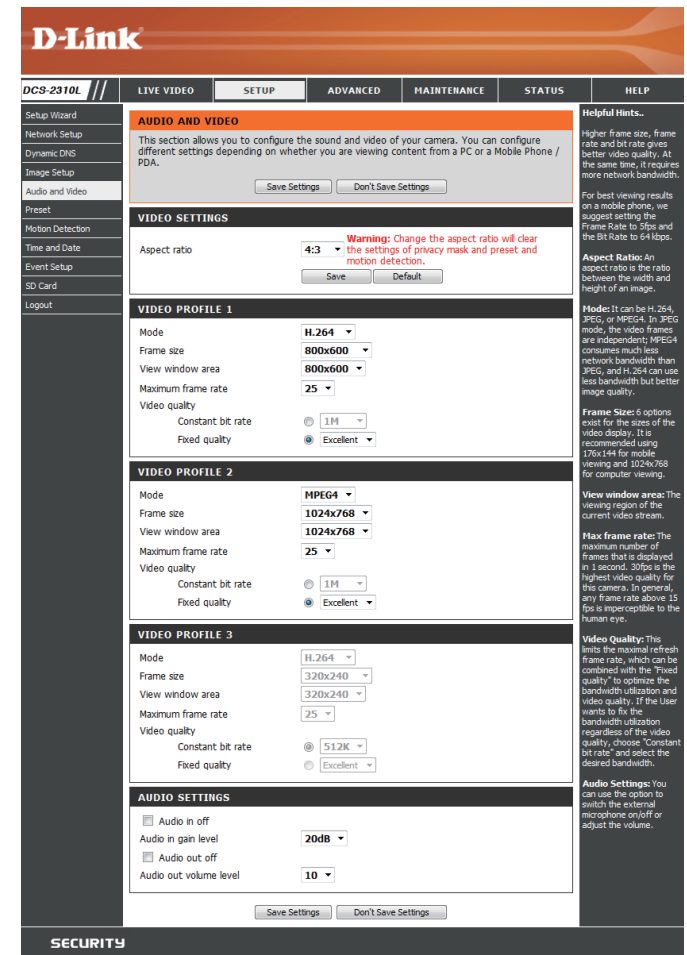 D-Link
DCS-2310L // LIVE VIDEO SETUP ADVANCED MAINTENANCE STATUS HELP
Setup Wizard
Network Setup
Dynamic DNS
Image Setup
Audio and Video
Preset
Motion Detection
Time and Date
Event Setup
SD Card
Logout
AUDIO AND VIDEO
This section allows you to configure the sound and video of your camera. You can configure
different settings depending on whether you are viewing content from a PC or a Mobile Phone /
PDA.
Save Settings Don't Save Settings
VIDEO SETTINGS
Aspect ratio 4:3
Warning: Change the aspect ratio will clear
the settings of privacy mask and preset and
motion detection.
Save Default
VIDEO PROFILE 1
Mode H.264
Frame size 800x600
View window area 800x600
Maximum frame rate 25
Video quality
Constant bit rate 1M
Fixed quality Excellent
VIDEO PROFILE 2
Mode MPEG4
Frame size 1024x768
View window area 1024x768
Maximum frame rate 25
Video quality
Constant bit rate 1M
Fixed quality Excellent
VIDEO PROFILE 3
Mode H.264
Frame size 320x240
View window area 320x240
Maximum frame rate 25
Video quality
Constant bit rate 512K
Fixed quality Excellent
AUDIO SETTINGS
Audio in off
Audio in gain level 20dB
Audio out off
Audio out volume level 10
Save Settings Don't Save Settings
Helpful Hints..
Higher frame size, frame
rate and bit rate gives
better video quality. At
the same time, it requires
more network bandwidth.
For best viewing results
on a mobile phone, we
suggest setting the
Frame Rate to 5fps and
the Bit Rate to 64 kbps.
Aspect Ratio: An
aspect ratio is the ratio
between the width and
height of an image.
Mode: It can be H.264,
JPEG, or MPEG4. In JPEG
mode, the video frames
are independent; MPEG4
consumes much less
network bandwidth than
JPEG, and H.264 can use
less bandwidth but better
image quality.
Frame Size: 6 options
exist for the sizes of the
video display. It is
recommended using
176x144 for mobile
viewing and 1024x768
for computer viewing.
View window area: The
viewing region of the
current video stream.
Max frame rate: The
maximum number of
frames that is displayed
in 1 second. 30fps is the
highest video quality for
this camera. In general,
any frame rate above 15
fps is imperceptible to the
human eye.
Video Quality: This
limits the maximal refresh
frame rate, which can be
combined with the "Fixed
quality" to optimize the
bandwidth utilization and
video quality. If the User
wants to fix the
bandwidth utilization
regardless of the video
quality, choose "Constant
bit rate" and select the
desired bandwidth.
Audio Settings: You
can use the option to
switch the external
microphone on/off or
adjust the volume.
SECURITY